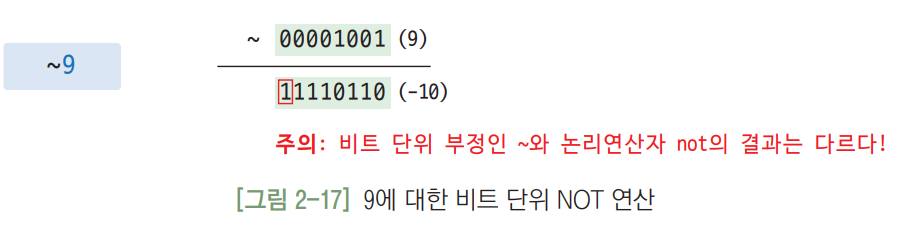 ~9
~ 00001001 (9)
11110110 (-10)
주의: 비트 단위 부정인 ~와 논리연산자 not의 결과는 다르다!
[그림 2-17] 9에 대한 비트 단위 NOT 연산